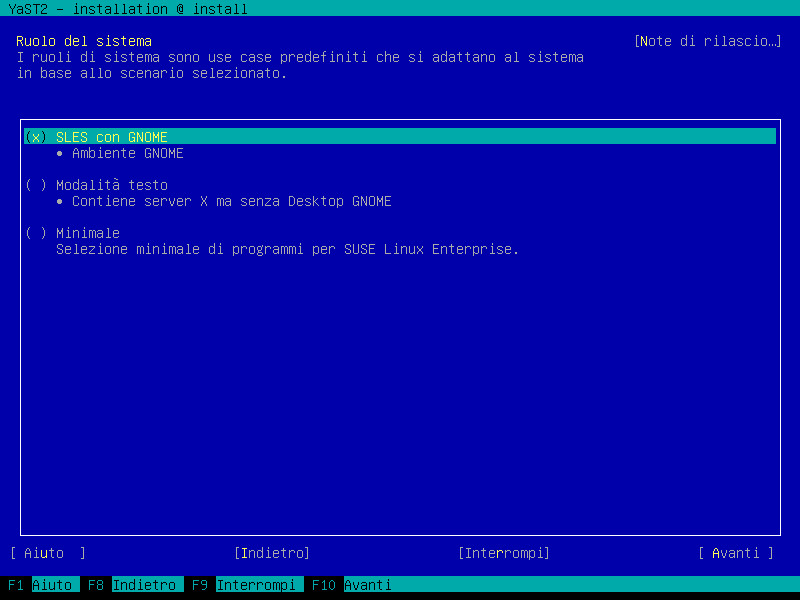 YaST2 - installation @ install
Ruolo del sistema [Note di rilascio…]
I ruoli di sistema sono use case predefiniti che si adattano al sistema
in base allo scenario selezionato.
(x) SLES con GNOME
• Ambiente GNOME
( ) Modalità testo
• Contiene server X ma senza Desktop GNOME
( ) Minimale
Selezione minimale di programmi per SUSE Linux Enterprise.
[ Aiuto ] [Indietro] [Interrompi] [ Avanti ]
F1 Aiuto F8 Indietro F9 Interrompi F10 Avanti